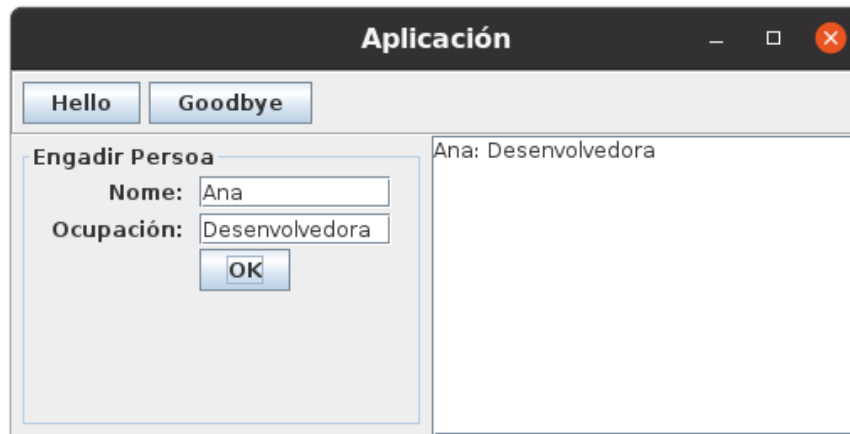 Aplicación
Hello Goodbye
Engadir Persoa
Nome: Ana
Ocupación: Desenvolvedora
OK
Ana: Desenvolvedora